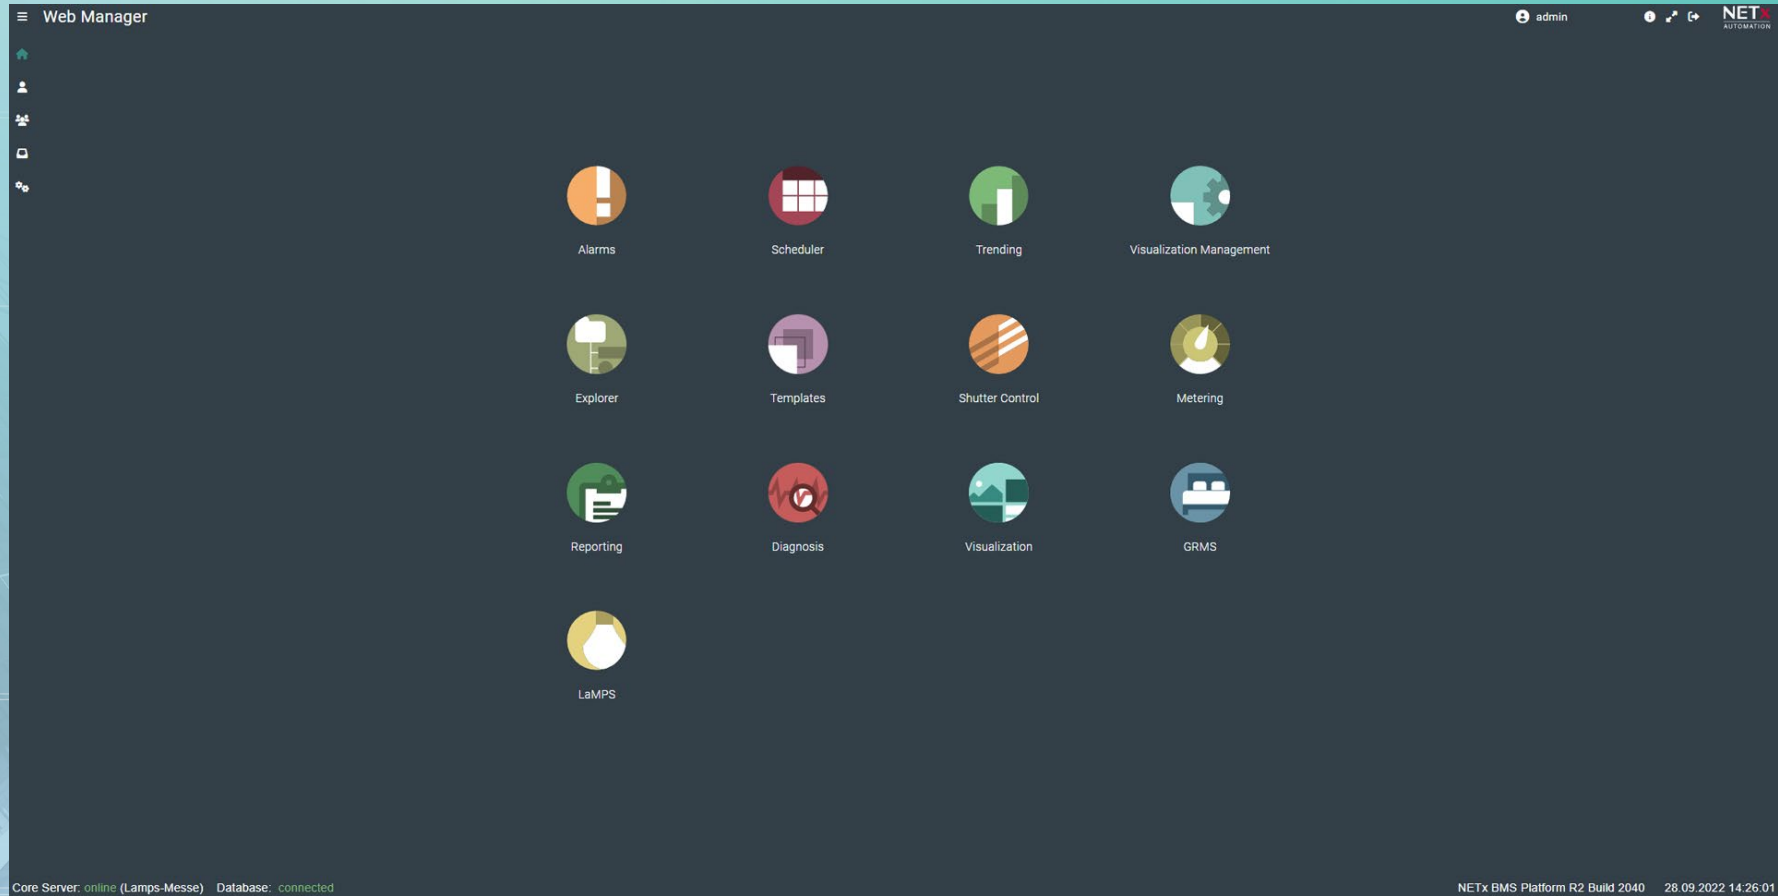 Web Manager
admin
NETx
AUTOMATION
Alarms
Scheduler
Trending
Visualization Management
Explorer
Templates
Shutter Control
Metering
Reporting
Diagnosis
Visualization
GRMS
LaMPS
Core Server: online (Lamps-Messe) Database: connected
NETx BMS Platform R2 Build 2040 28.09.2022 14:26:01